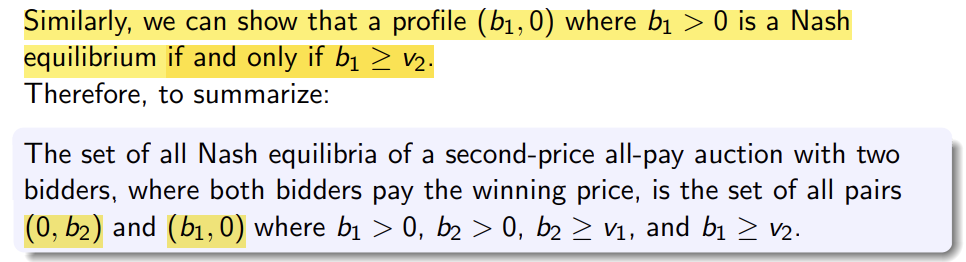 Similarly, we can show that a profile (b₁, 0) where b₁ > 0 is a Nash
equilibrium if and only if b₁ ≥ v₂.
Therefore, to summarize:
The set of all Nash equilibria of a second-price all-pay auction with two
bidders, where both bidders pay the winning price, is the set of all pairs
(0, b₂) and (b₁, 0) where b₁ > 0, b₂ > 0, b₂ ≥ v₁, and b₁ ≥ v₂.